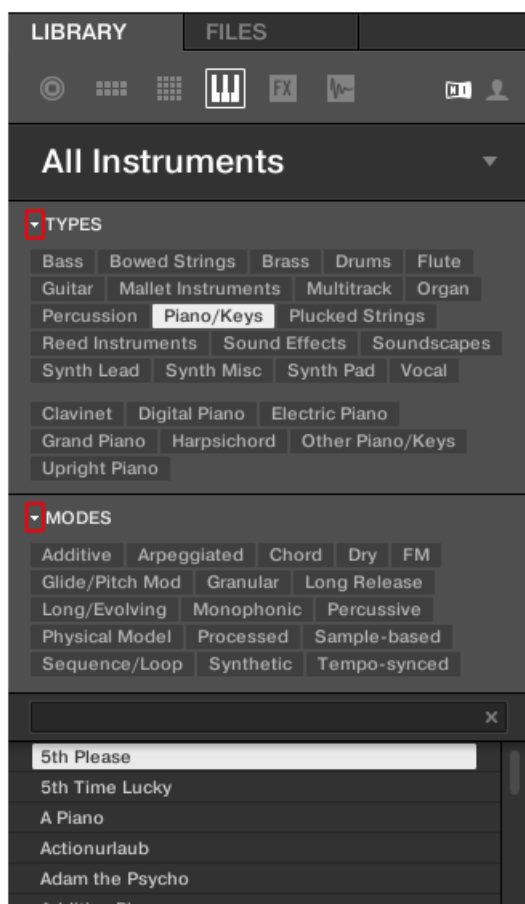 LIBRARY FILES
FX NI
All Instruments
TYPES
Bass Bowed Strings Brass Drums Flute
Guitar Mallet Instruments Multitrack Organ
Percussion Piano/Keys Plucked Strings
Reed Instruments Sound Effects Soundscapes
Synth Lead Synth Misc Synth Pad Vocal
Clavinet Digital Piano Electric Piano
Grand Piano Harpsichord Other Piano/Keys
Upright Piano
MODES
Additive Arpeggiated Chord Dry FM
Glide/Pitch Mod Granular Long Release
Long/Evolving Monophonic Percussive
Physical Model Processed Sample-based
Sequence/Loop Synthetic Tempo-synced
5th Please
5th Time Lucky
A Piano
Actionurlaub
Adam the Psycho